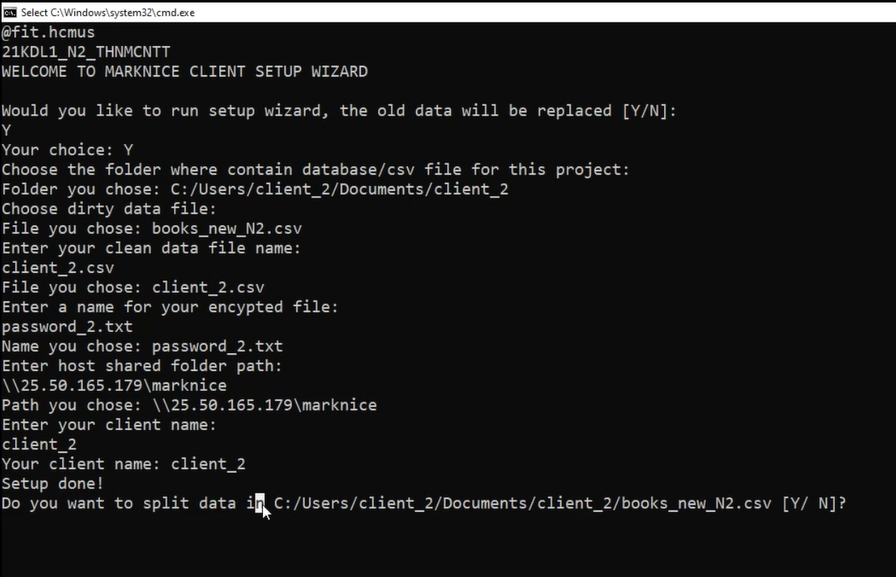 Select C:\Windows\system32\cmd.exe
@fit.hcmus
21KDL1_N2_THNMCNTT
WELCOME TO MARKNICE CLIENT SETUP WIZARD
Would you like to run setup wizard, the old data will be replaced [Y/N]:
Y
Your choice: Y
Choose the folder where contain database/csv file for this project:
Folder you chose: C:/Users/client_2/Documents/client_2
Choose dirty data file:
File you chose: books_new_N2.csv
Enter your clean data file name:
client_2.csv
File you chose: client_2.csv
Enter a name for your encypted file:
password_2.txt
Name you chose: password_2.txt
Enter host shared folder path:
\\25.50.165.179\marknice
Path you chose: \\25.50.165.179\marknice
Enter your client name:
client_2
Your client name: client_2
Setup done!
Do you want to split data in C:/Users/client_2/Documents/client_2/books_new_N2.csv [Y/ N]?